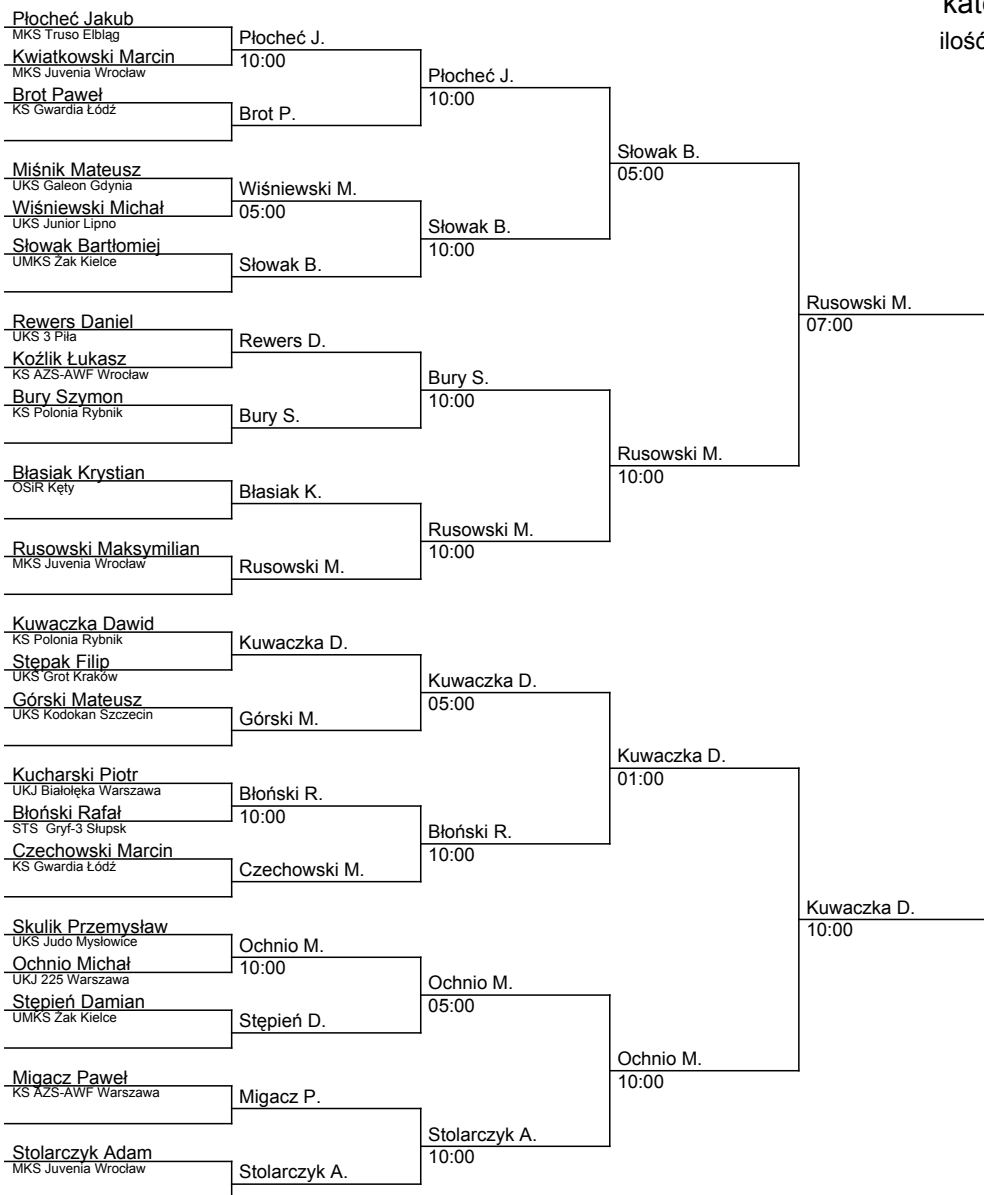 kate
ilość
Płocheć Jakub
MKS Truso Elbląg
Kwiatkowski Marcin
MKS Juvenia Wrocław
Brot Paweł
KS Gwardia Łódź
Miśnik Mateusz
UKS Galeon Gdynia
Wiśniewski Michał
UKS Junior Lipno
Słowak Bartłomiej
UMKS Żak Kielce
Rewers Daniel
UKS 3 Piła
Koźlik Łukasz
KS AZS-AWF Wrocław
Bury Szymon
KS Polonia Rybnik
Błasiak Krystian
OSiR Kęty
Rusowski Maksymilian
MKS Juvenia Wrocław
Kuwaczka Dawid
KS Polonia Rybnik
Stępak Filip
UKS Grot Kraków
Górski Mateusz
UKS Kodokan Szczecin
Kucharski Piotr
UKJ Białołęka Warszawa
Błoński Rafał
STS  Gryf-3 Słupsk
Czechowski Marcin
KS Gwardia Łódź
Skulik Przemysław
UKS Judo Mysłowice
Ochnio Michał
UKJ 225 Warszawa
Stępień Damian
UMKS Żak Kielce
Migacz Paweł
KS AZS-AWF Warszawa
Stolarczyk Adam
MKS Juvenia Wrocław
Płocheć J.
10:00
Brot P.
Wiśniewski M.
05:00
Słowak B.
Rewers D.
Bury S.
Błasiak K.
Rusowski M.
Kuwaczka D.
Górski M.
Błoński R.
10:00
Czechowski M.
Ochnio M.
10:00
Stępień D.
Migacz P.
Stolarczyk A.
Płocheć J.
10:00
Słowak B.
10:00
Bury S.
10:00
Rusowski M.
10:00
Kuwaczka D.
05:00
Błoński R.
10:00
Ochnio M.
05:00
Stolarczyk A.
10:00
Słowak B.
05:00
Rusowski M.
10:00
Kuwaczka D.
01:00
Ochnio M.
10:00
Rusowski M.
07:00
Kuwaczka D.
10:00